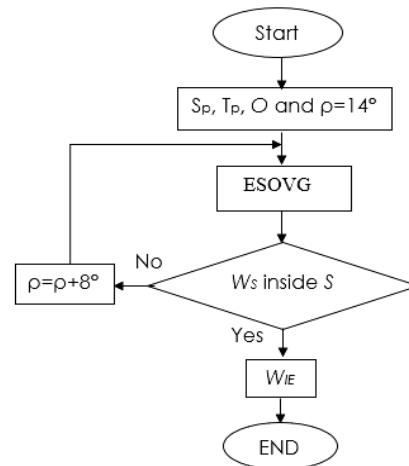 Start
Sp, Tp, O and ρ=14°
ESOVG
No
ρ=ρ+8°
Ws inside S
Yes
WIE
END